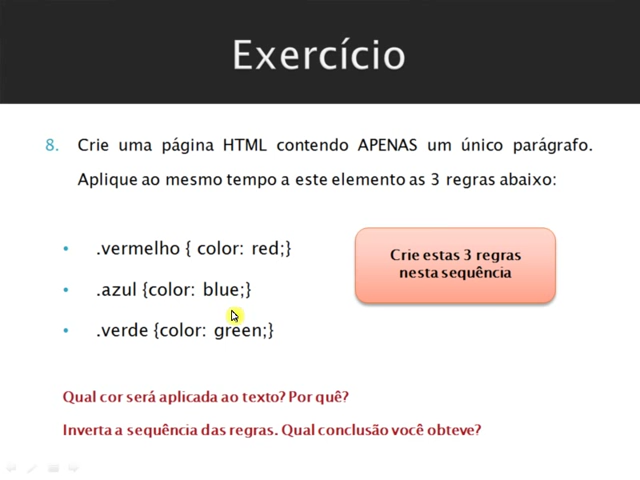 Exercício
8. Crie uma página HTML contendo APENAS um único parágrafo.
Aplique ao mesmo tempo a este elemento as 3 regras abaixo:
• .vermelho { color: red;}
Crie estas 3 regras
nesta sequência
• .azul {color: blue;}
• .verde {color: green;}
Qual cor será aplicada ao texto? Por quê?
Inverta a sequência das regras. Qual conclusão você obteve?